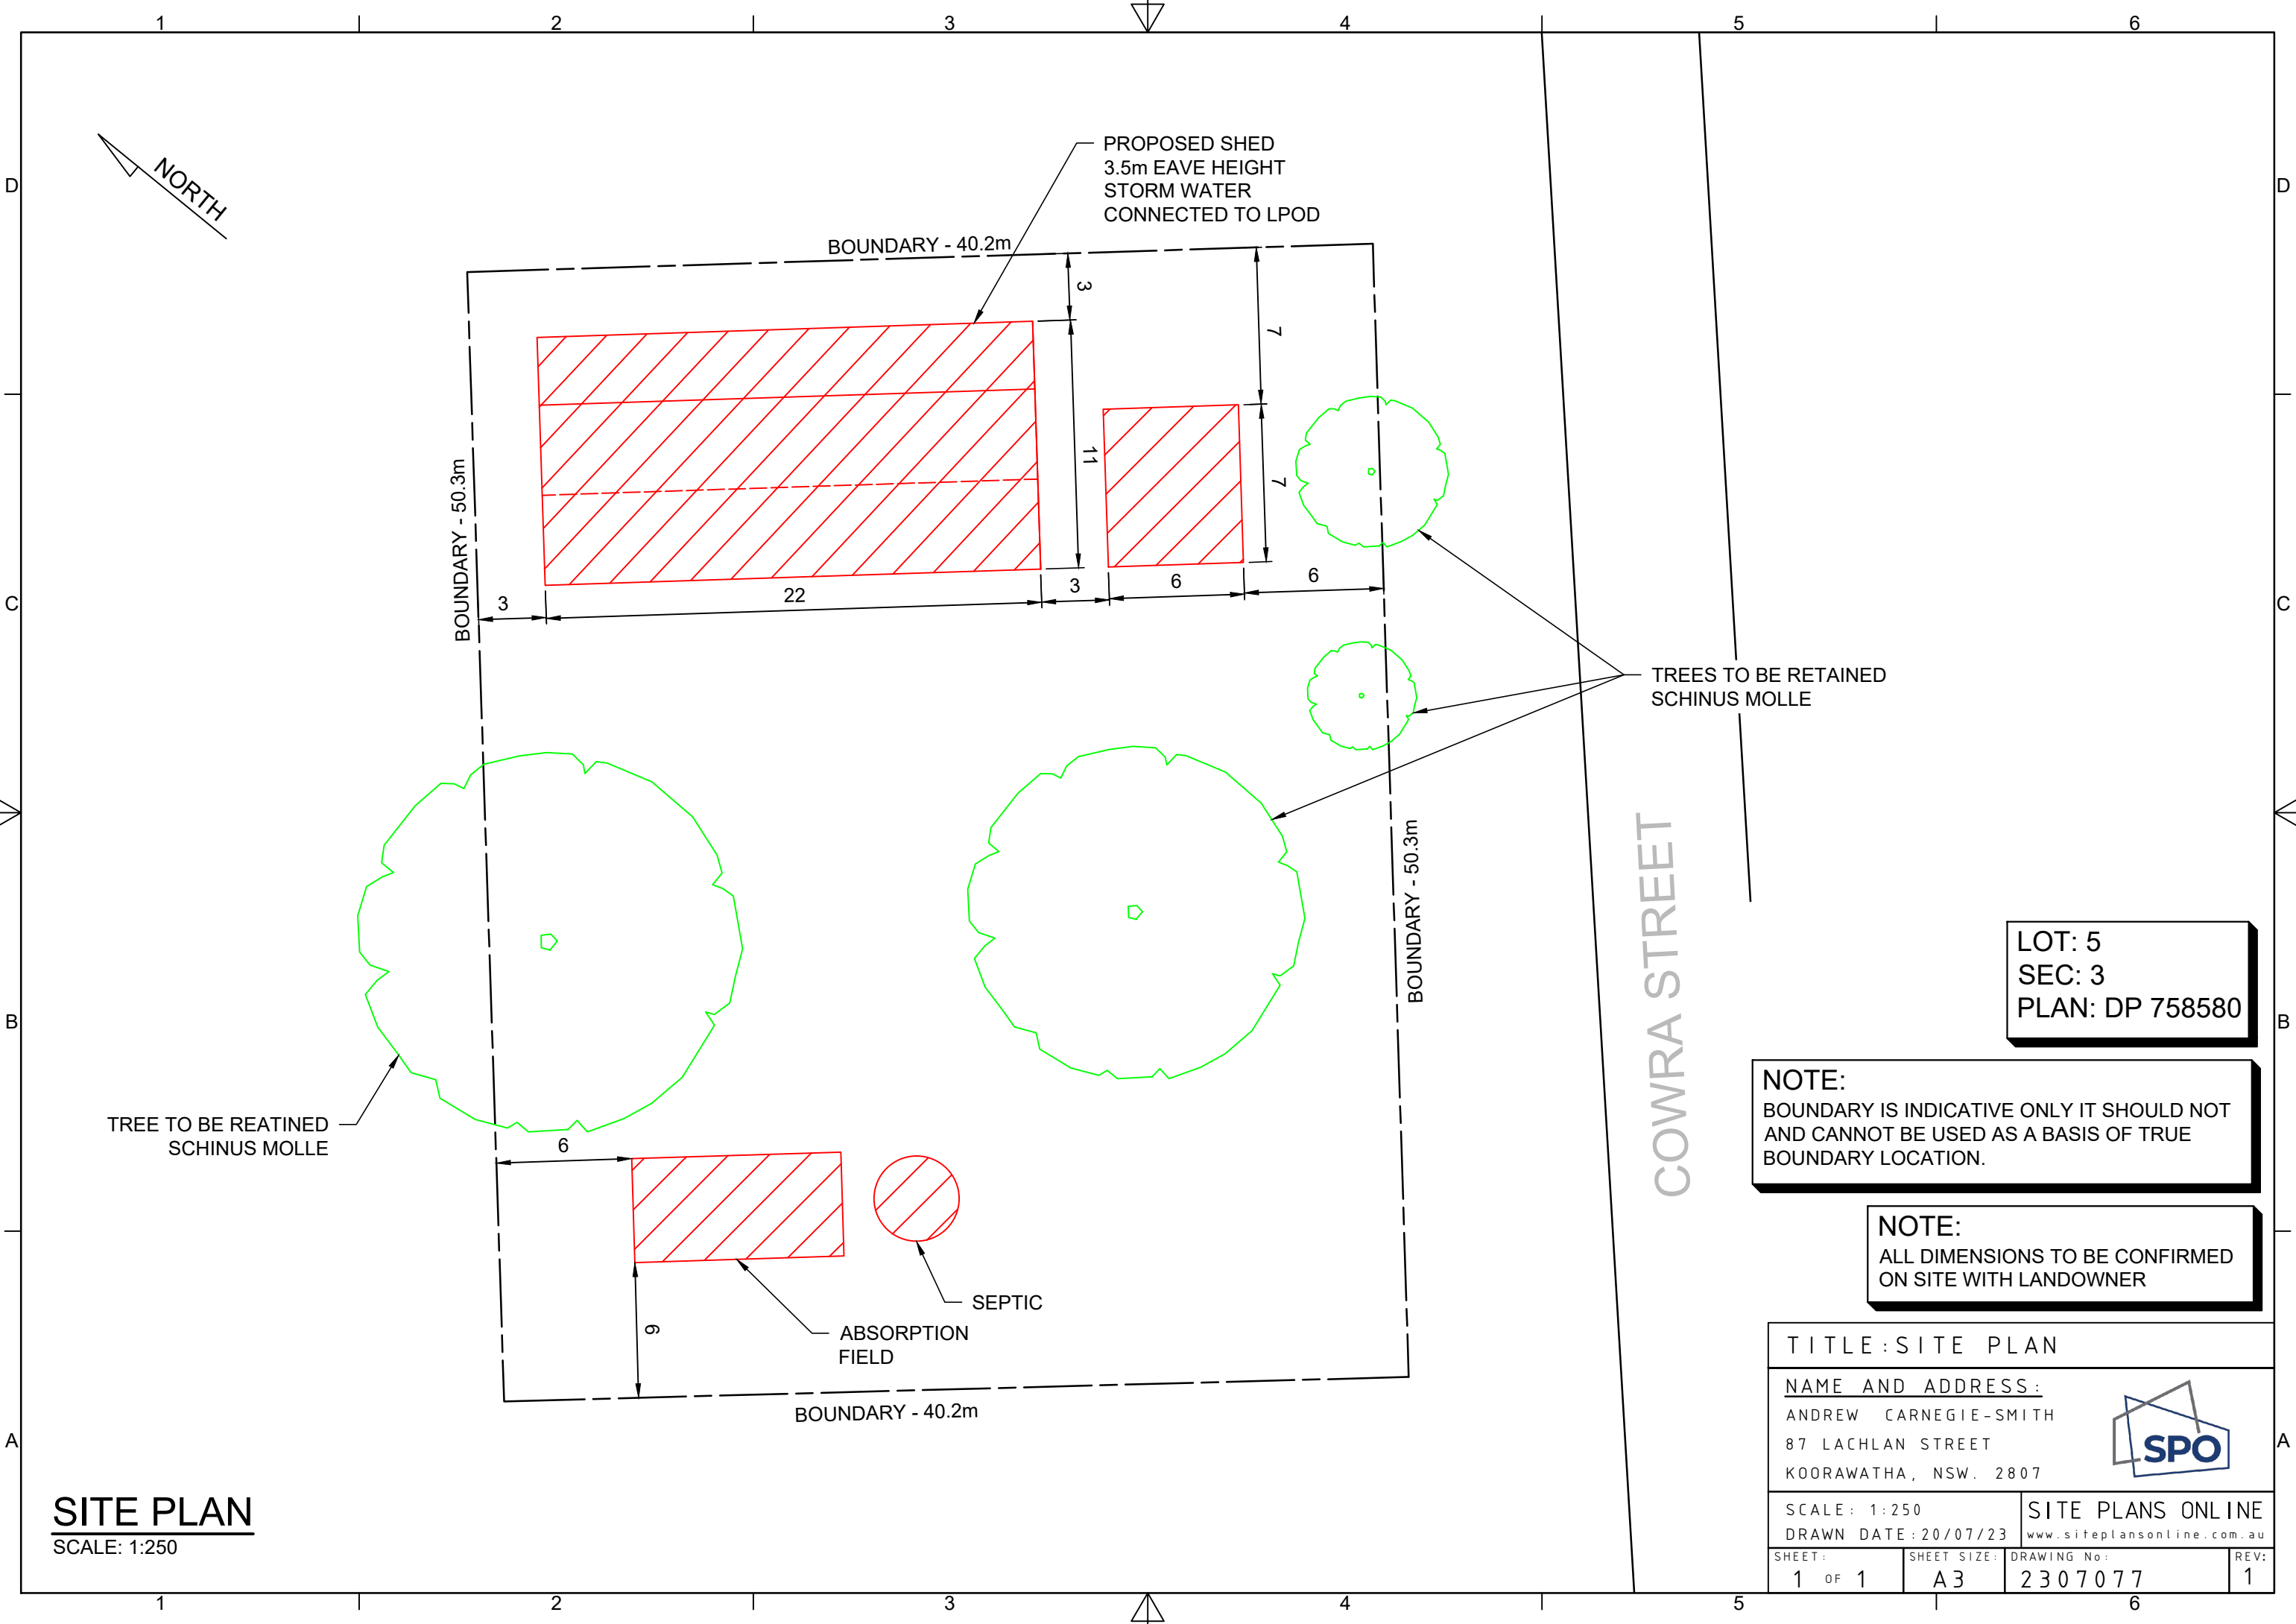 1 2 3 4 5 6
D
D
C
C
B
B
A
A
NORTH
PROPOSED SHED
3.5m EAVE HEIGHT
STORM WATER
CONNECTED TO LPOD
BOUNDARY - 40.2m
3
7
BOUNDARY - 50.3m
11
7
3
22
3
6
6
TREES TO BE RETAINED
SCHINUS MOLLE
BOUNDARY - 50.3m
COWRA STREET
TREE TO BE REATINED
SCHINUS MOLLE
6
6
SEPTIC
ABSORPTION
FIELD
BOUNDARY - 40.2m
LOT: 5
SEC: 3
PLAN: DP 758580
NOTE:
BOUNDARY IS INDICATIVE ONLY IT SHOULD NOT
AND CANNOT BE USED AS A BASIS OF TRUE
BOUNDARY LOCATION.
NOTE:
ALL DIMENSIONS TO BE CONFIRMED
ON SITE WITH LANDOWNER
TITLE: SITE PLAN
NAME AND ADDRESS:
ANDREW CARNEGIE-SMITH
87 LACHLAN STREET
KOORAWATHA, NSW. 2807
SPO
SCALE: 1:250
DRAWN DATE: 20/07/23
SITE PLANS ONLINE
www.siteplansonline.com.au
SHEET:
1 OF 1
SHEET SIZE:
A3
DRAWING No:
2307077
REV:
1
SITE PLAN
SCALE: 1:250
1 2 3 4 5 6